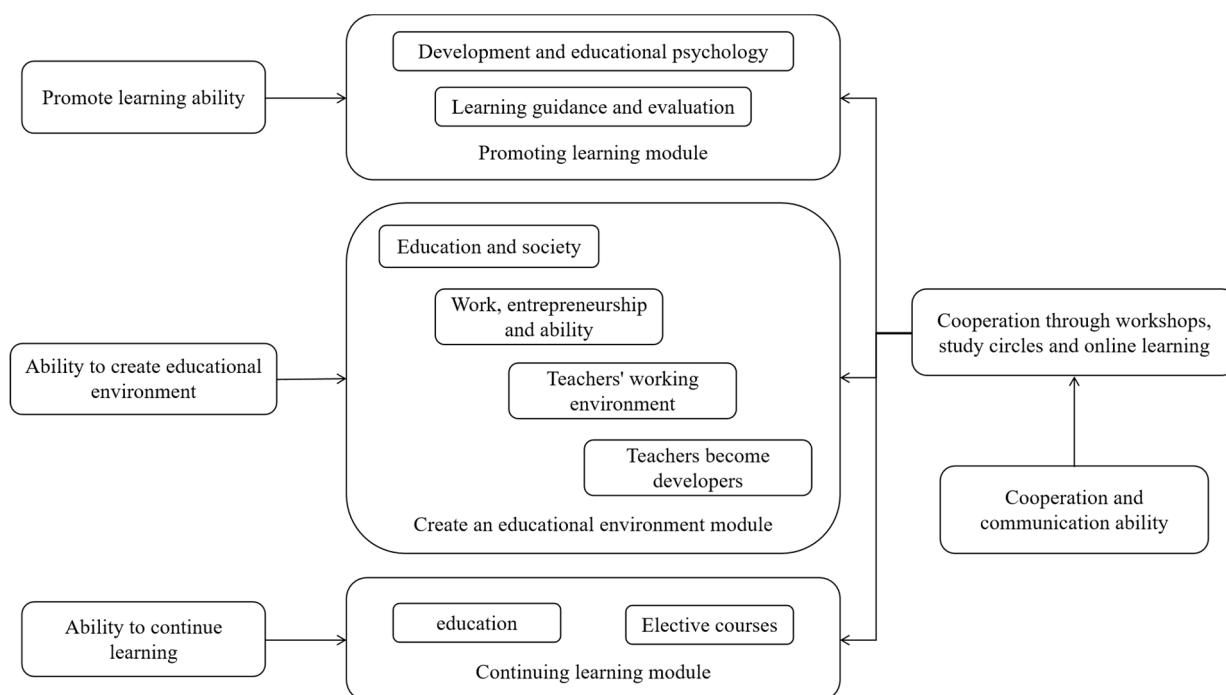 Promote learning ability
Development and educational psychology
Learning guidance and evaluation
Promoting learning module
Ability to create educational
environment
Education and society
Work, entrepreneurship
and ability
Teachers' working
environment
Teachers become
developers
Create an educational environment module
Ability to continue
learning
education
Elective courses
Continuing learning module
Cooperation through workshops,
study circles and online learning
Cooperation and
communication ability